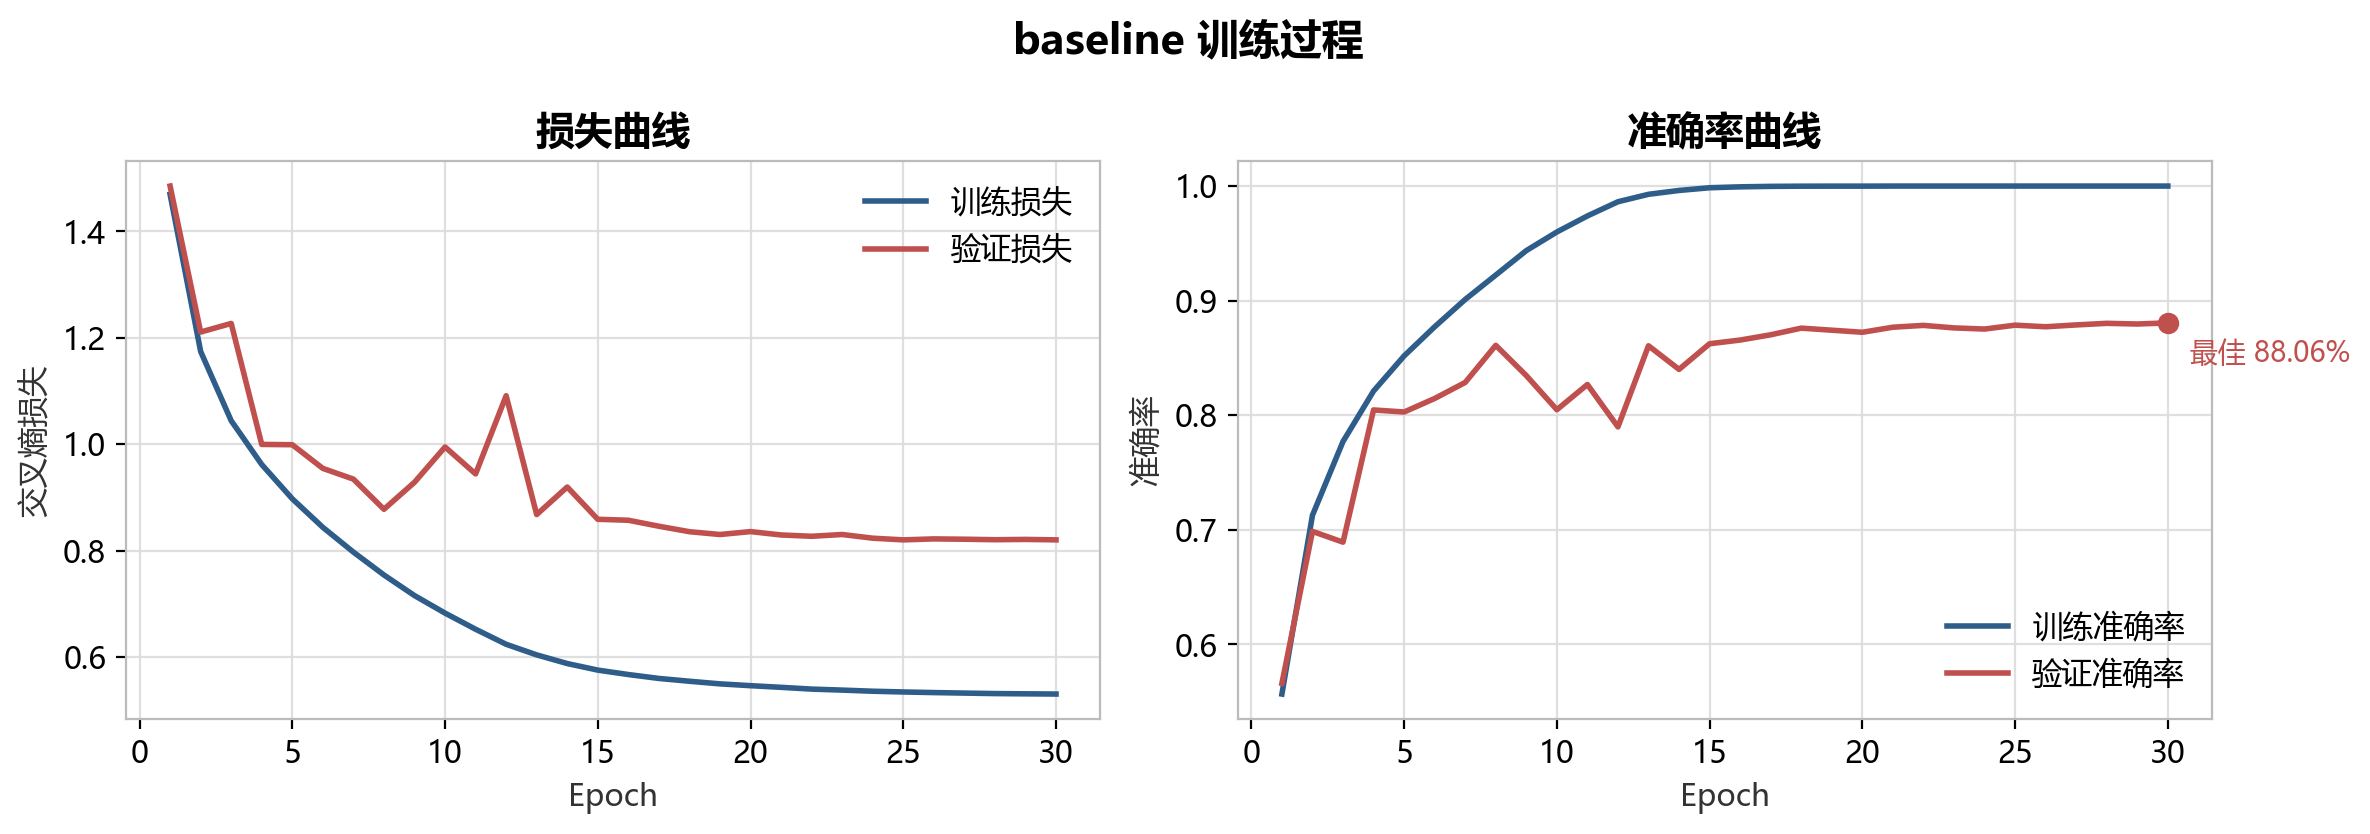 baseline 训练过程
损失曲线
训练损失
验证损失
1.4
1.2
1.0
0.8
0.6
交叉熵损失
0 5 10 15 20 25 30
Epoch
准确率曲线
1.0
0.9
0.8
0.7
0.6
准确率
最佳 88.06%
训练准确率
验证准确率
0 5 10 15 20 25 30
Epoch